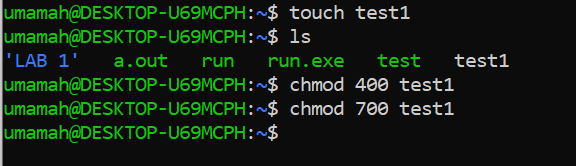 umamah@DESKTOP-U69MCPH:~$ touch test1
umamah@DESKTOP-U69MCPH:~$ ls
'LAB 1'   a.out   run   run.exe   test   test1
umamah@DESKTOP-U69MCPH:~$ chmod 400 test1
umamah@DESKTOP-U69MCPH:~$ chmod 700 test1
umamah@DESKTOP-U69MCPH:~$